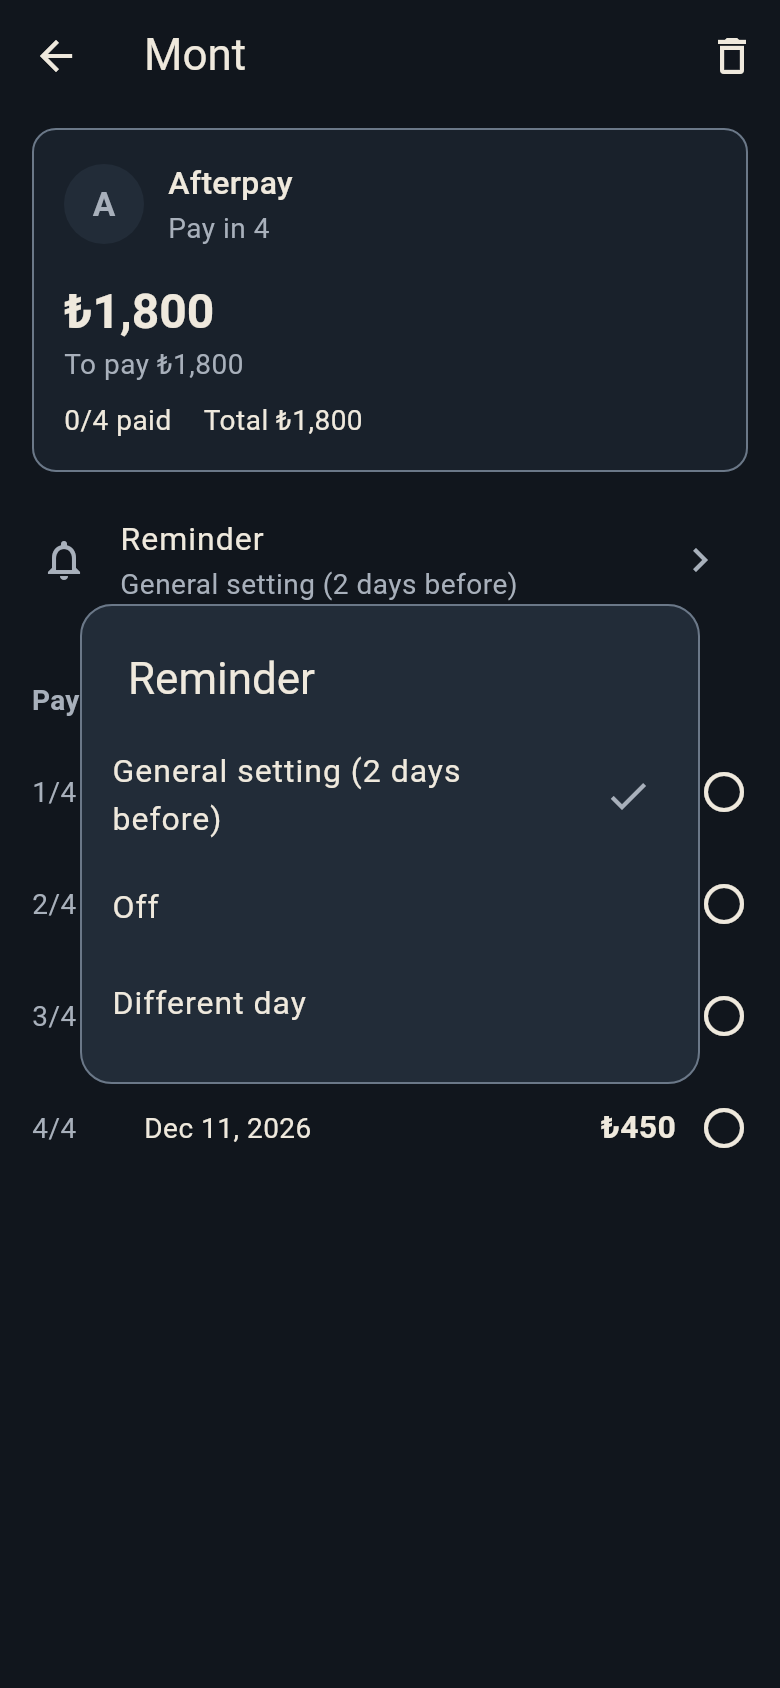 Mont
A
Afterpay
Pay in 4
₺1,800
To pay ₺1,800
0/4 paid Total ₺1,800
Reminder
General setting (2 days before)
Reminder
General setting (2 days
before)
Off
Different day
Pay
1/4
2/4
3/4
4/4 Dec 11, 2026 ₺450